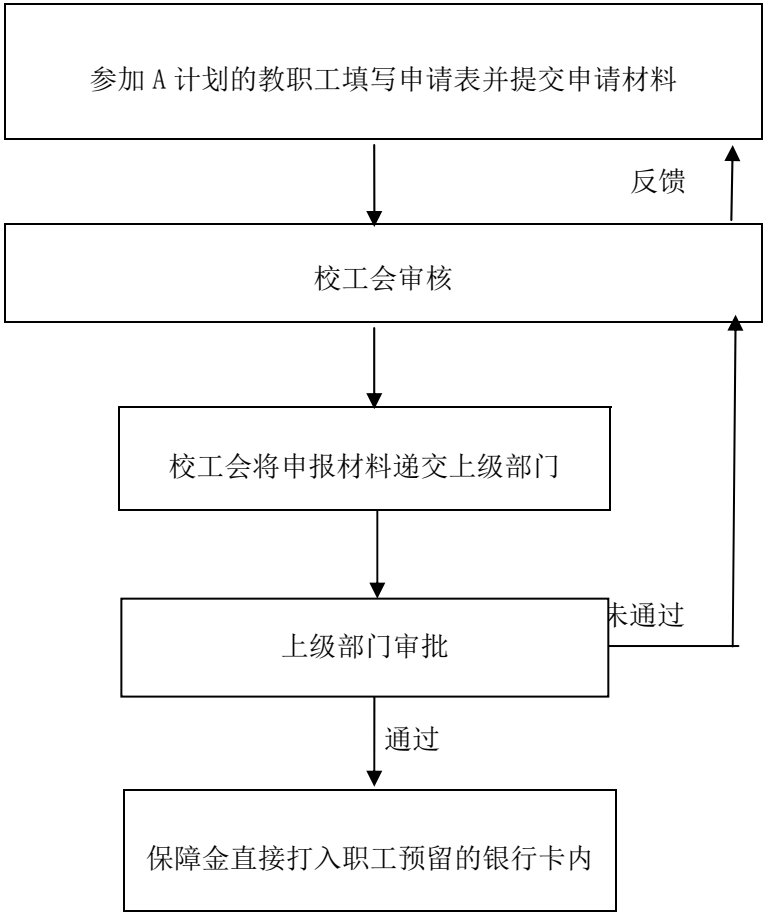 参加 A 计划的教职工填写申请表并提交申请材料
反馈
校工会审核
校工会将申报材料递交上级部门
未通过
上级部门审批
通过
保障金直接打入职工预留的银行卡内